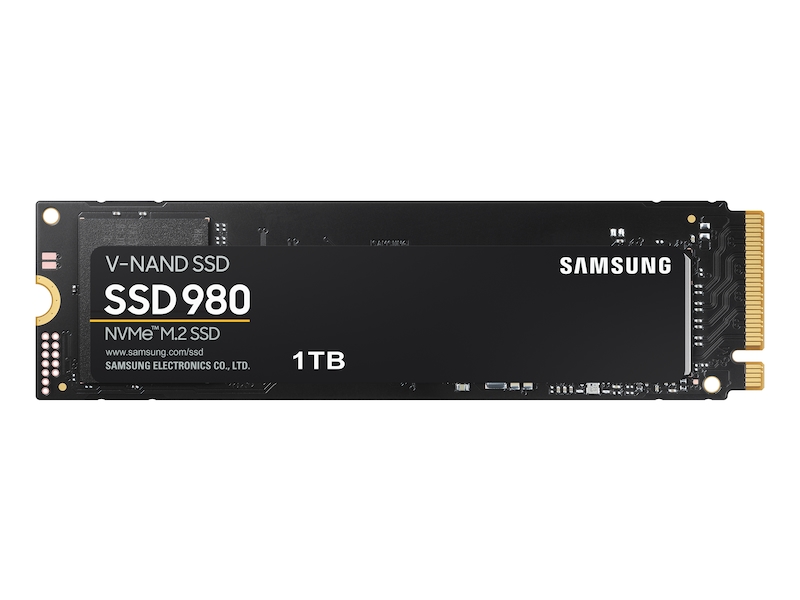 V-NAND SSD
SAMSUNG
SSD 980
NVMe™ M.2 SSD
www.samsung.com/ssd
1TB
SAMSUNG ELECTRONICS CO., LTD.